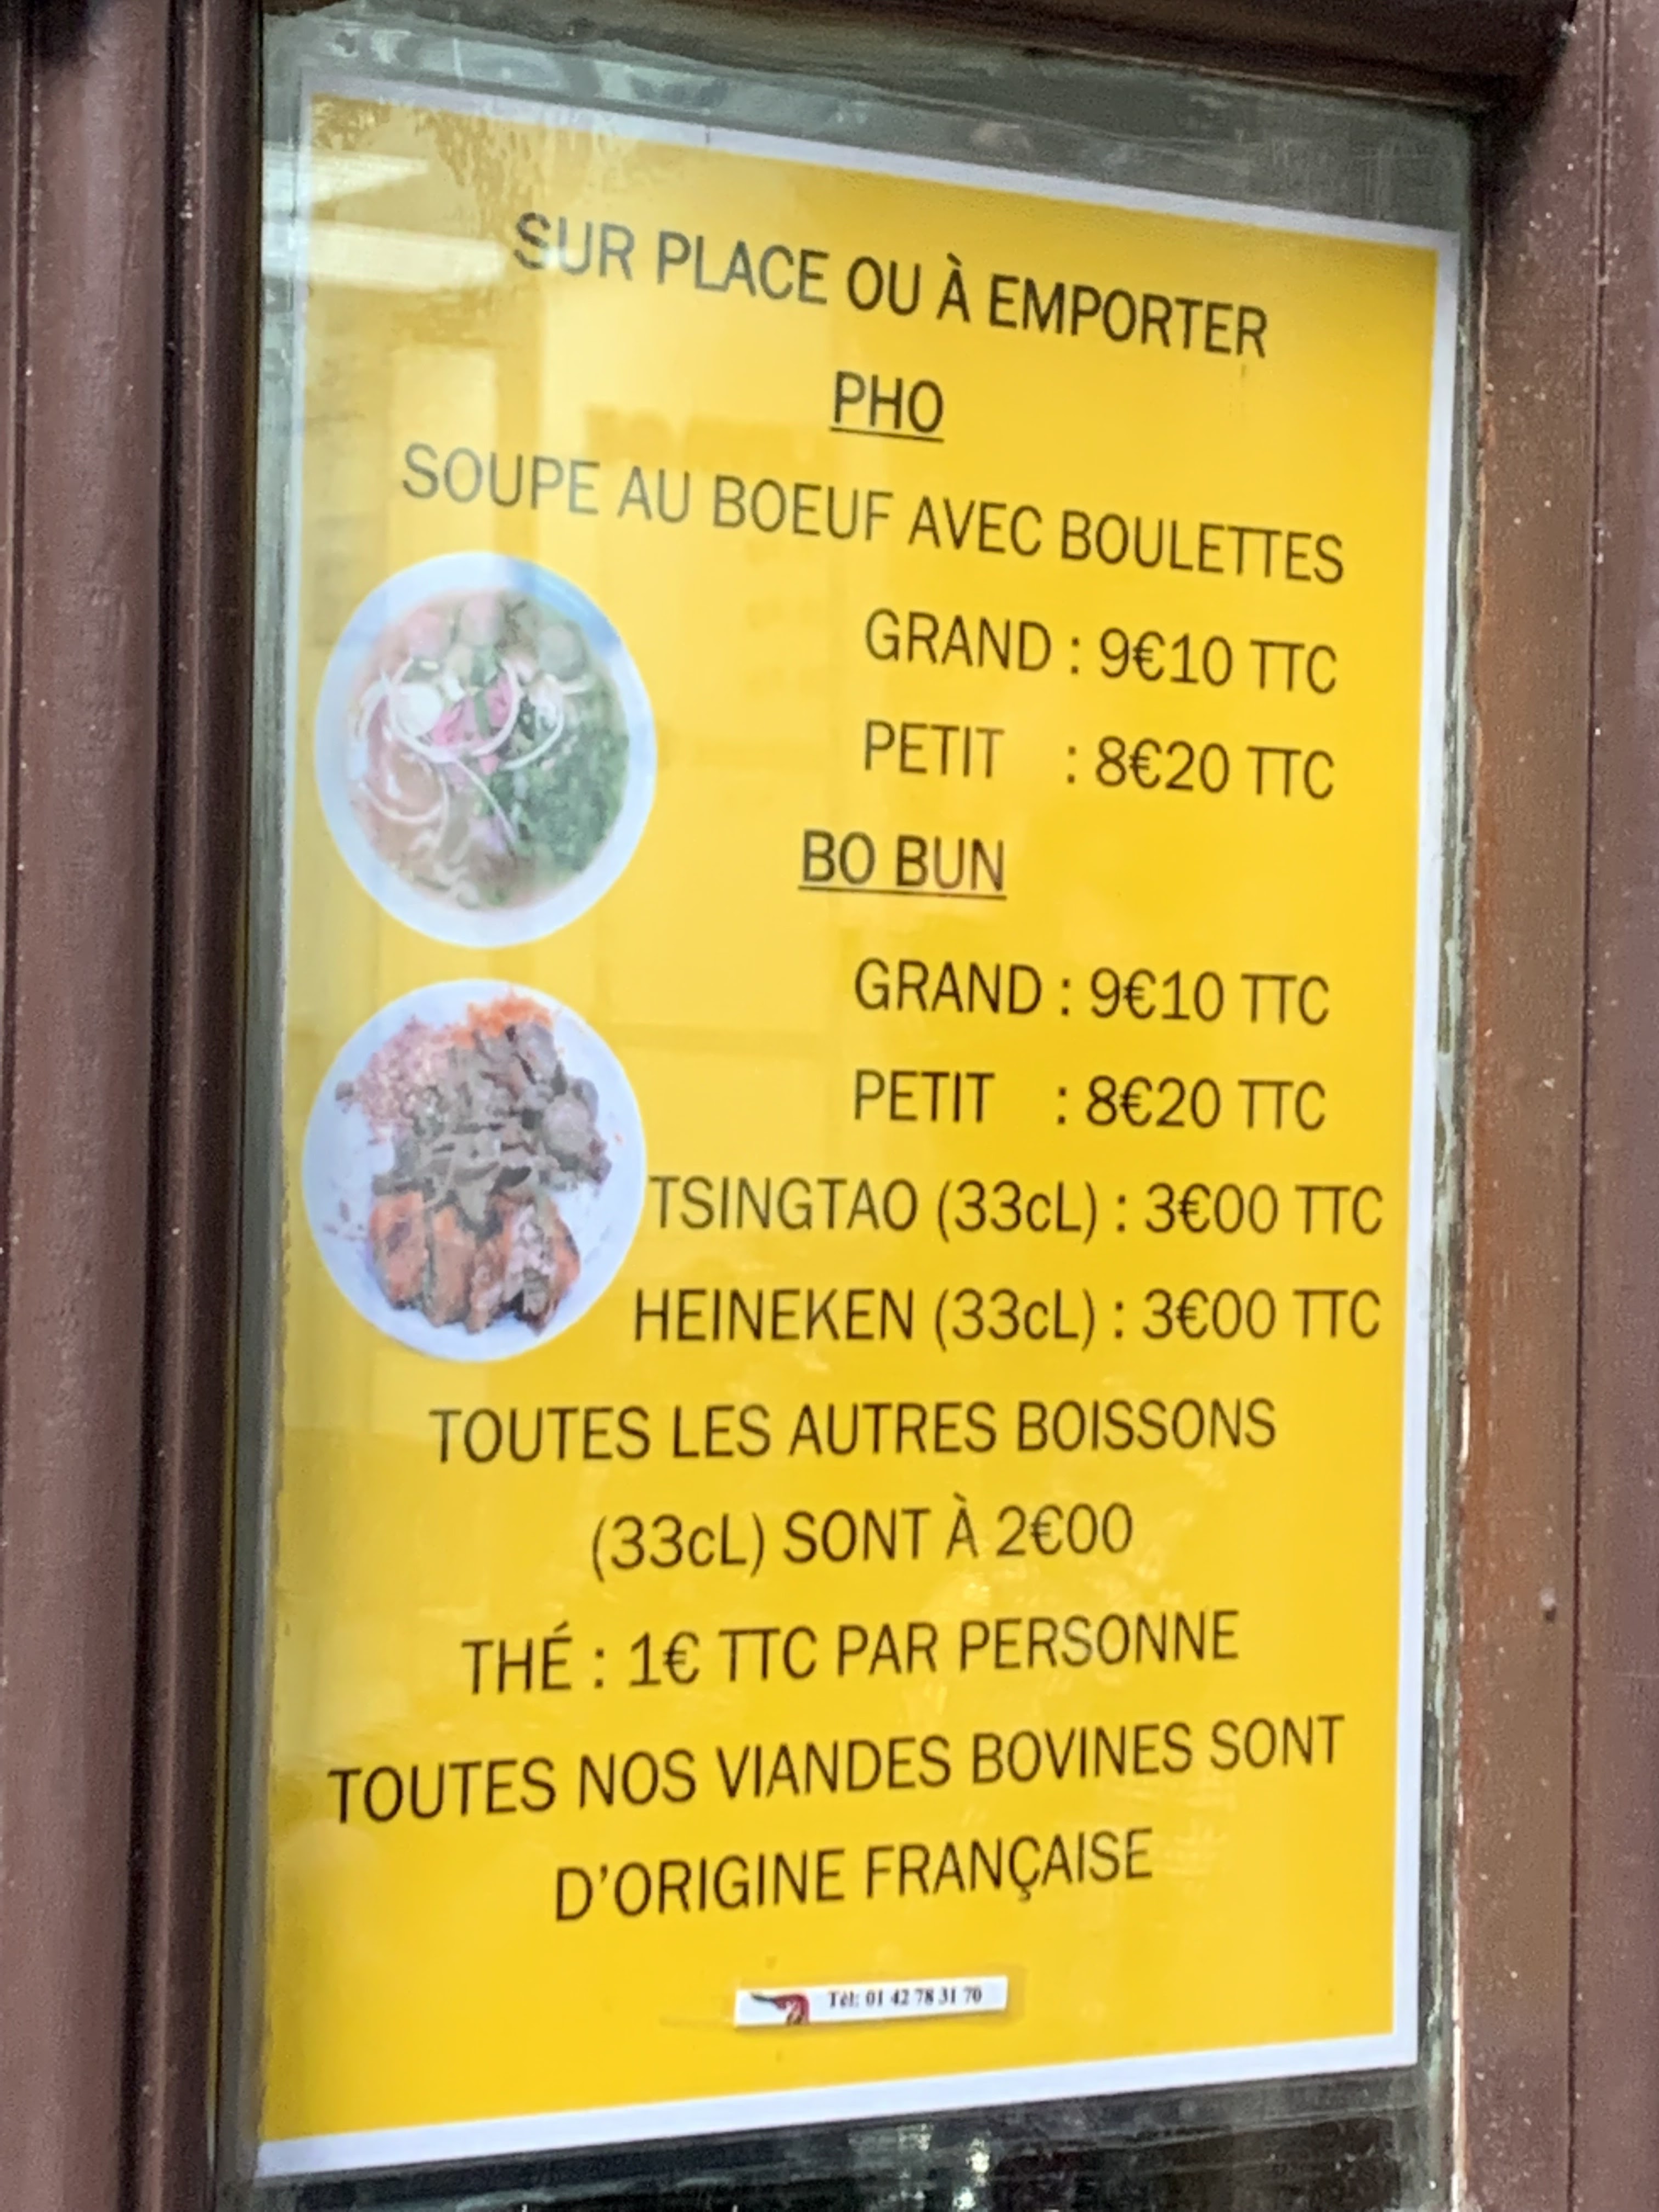 SUR PLACE OU À EMPORTER
PHO
SOUPE AU BOEUF AVEC BOULETTES
GRAND : 9€10 TTC
PETIT : 8€20 TTC
BO BUN
GRAND : 9€10 TTC
PETIT : 8€20 TTC
TSINGTAO (33cL) : 3€00 TTC
HEINEKEN (33cL) : 3€00 TTC
TOUTES LES AUTRES BOISSONS
(33cL) SONT À 2€00
THÉ : 1€ TTC PAR PERSONNE
TOUTES NOS VIANDES BOVINES SONT
D'ORIGINE FRANÇAISE
Tél: 01 42 78 31 70